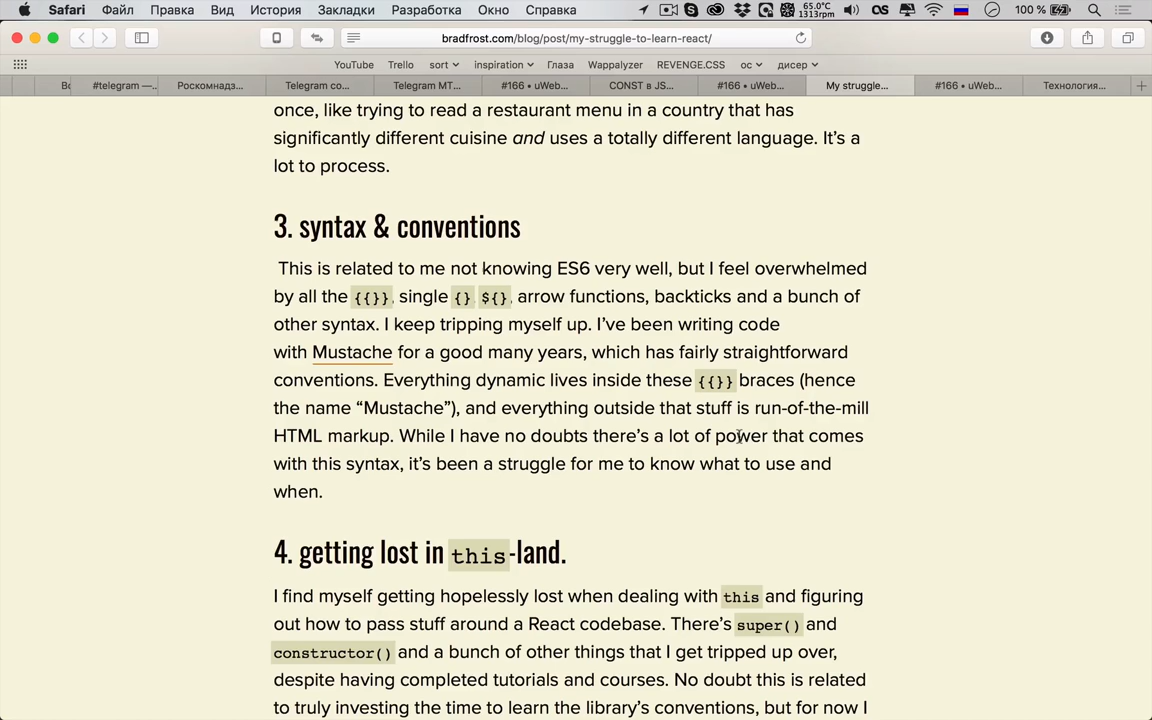 Safari Файл Правка Вид История Закладки Разработка Окно Справка 65.0°C 1313rpm 100 %
bradfrost.com/blog/post/my-struggle-to-learn-react/
YouTube Trello sort inspiration Глаза Wappalyzer REVENGE.CSS ос дисер
Вс #telegram —... Роскомнадз... Telegram co... Telegram MT... #166 • uWeb... CONST в JS... #166 • uWeb... My struggle... #166 • uWeb... Технология...
once, like trying to read a restaurant menu in a country that has
significantly different cuisine and uses a totally different language. It’s a
lot to process.
3. syntax & conventions
This is related to me not knowing ES6 very well, but I feel overwhelmed
by all the {{}}, single {} ${}, arrow functions, backticks and a bunch of
other syntax. I keep tripping myself up. I’ve been writing code
with Mustache for a good many years, which has fairly straightforward
conventions. Everything dynamic lives inside these {{}} braces (hence
the name “Mustache”), and everything outside that stuff is run-of-the-mill
HTML markup. While I have no doubts there’s a lot of power that comes
with this syntax, it’s been a struggle for me to know what to use and
when.
4. getting lost in this-land.
I find myself getting hopelessly lost when dealing with this and figuring
out how to pass stuff around a React codebase. There’s super() and
constructor() and a bunch of other things that I get tripped up over,
despite having completed tutorials and courses. No doubt this is related
to truly investing the time to learn the library’s conventions, but for now I